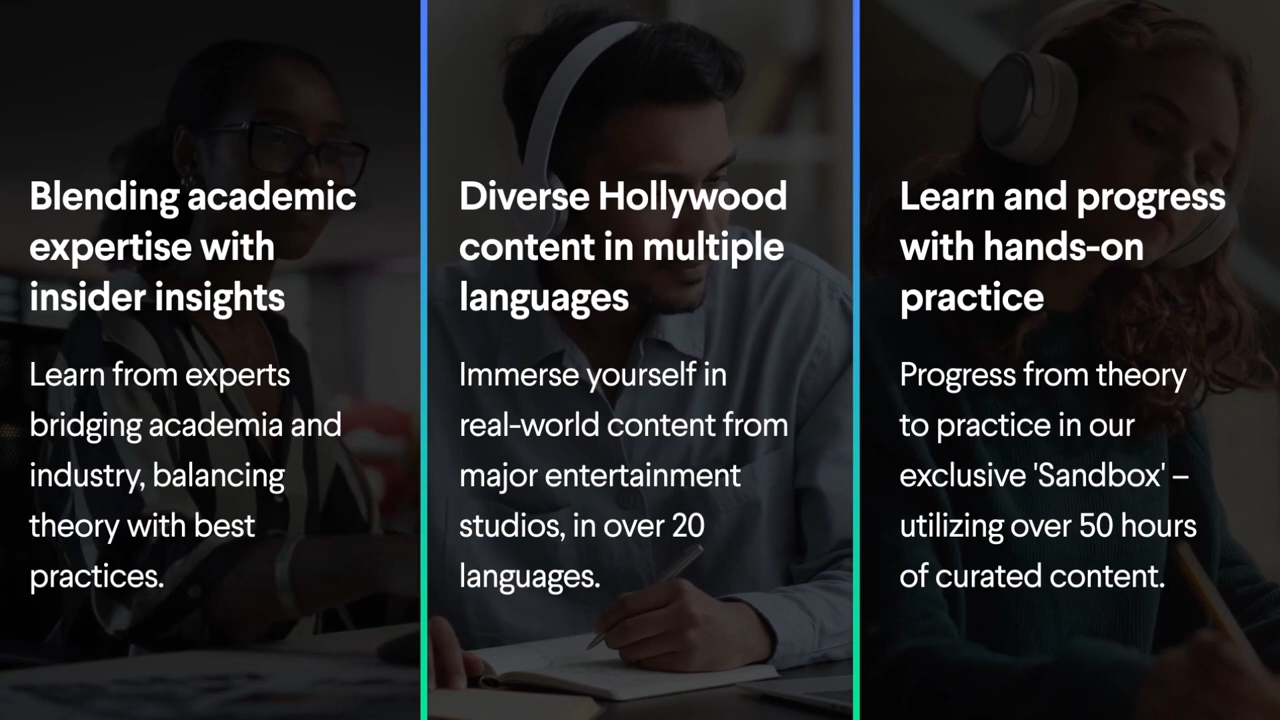 Blending academic
expertise with
insider insights
Learn from experts
bridging academia and
industry, balancing
theory with best
practices.
Diverse Hollywood
content in multiple
languages
Immerse yourself in
real-world content from
major entertainment
studios, in over 20
languages.
Learn and progress
with hands-on
practice
Progress from theory
to practice in our
exclusive 'Sandbox' –
utilizing over 50 hours
of curated content.